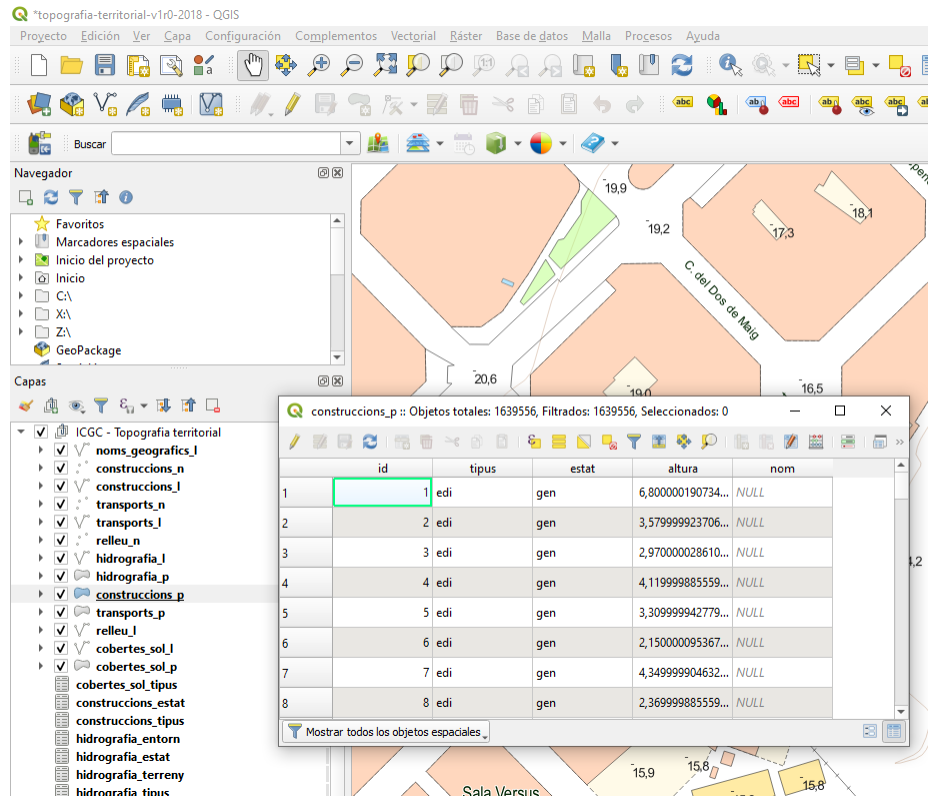 *topografia-territorial-v1r0-2018 - QGIS
Proyecto Edición Ver Capa Configuración Complementos Vectorial Ráster Base de datos Malla Procesos Ayuda
1:1
abc abc abc abc abc abc
Buscar
Navegador
Favoritos
Marcadores espaciales
Inicio del proyecto
Inicio
C:\
X:\
Z:\
GeoPackage
Capas
ICGC - Topografia territorial
noms_geografics_l
construccions_n
construccions_l
transports_n
transports_l
relleu_n
hidrografia_l
hidrografia_p
construccions_p
transports_p
relleu_l
cobertes_sol_l
cobertes_sol_p
cobertes_sol_tipus
construccions_estat
construccions_tipus
hidrografia_entorn
hidrografia_estat
hidrografia_terreny
hidrografia_tipus
19,9
18,1
17,3
19,2
C. del Dos de Maig
20,6
19,0
16,5
construccions_p :: Objetos totales: 1639556, Filtrados: 1639556, Seleccionados: 0
id tipus estat altura nom
1 1 edi gen 6,800000190734... NULL
2 2 edi gen 3,579999923706... NULL
3 3 edi gen 2,970000028610... NULL
4 4 edi gen 4,119999885559... NULL
5 5 edi gen 3,309999942779... NULL
6 6 edi gen 2,150000095367... NULL
7 7 edi gen 4,349999904632... NULL
8 8 edi gen 2,369999885559... NULL
Mostrar todos los objetos espaciales
15,8
15,9
15,8
Sala Versus